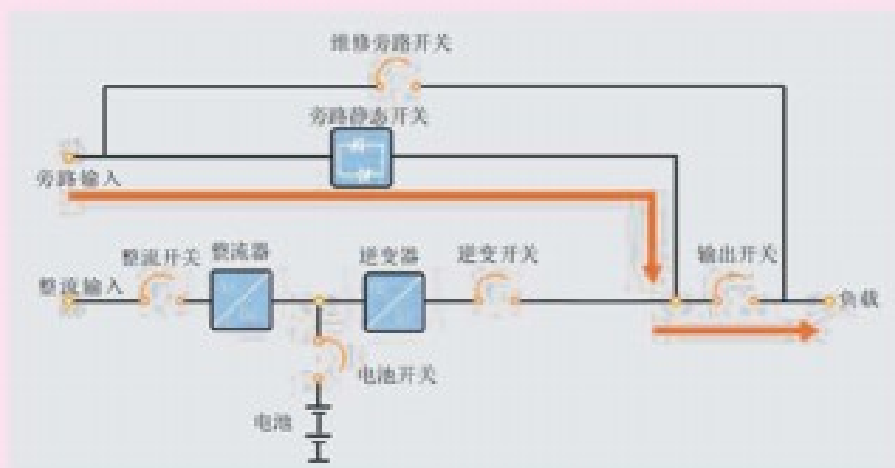 维修旁路开关
旁路静态开关
旁路输入
整流开关
整流器
逆变器
逆变开关
输出开关
整流输入
负载
电池开关
电池